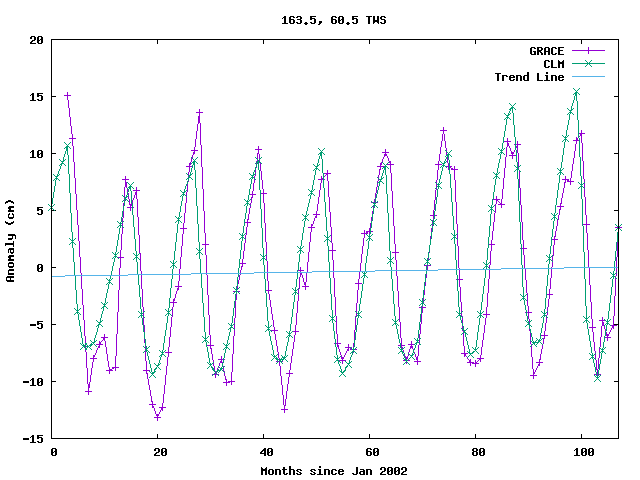 163.5, 60.5 TWS
GRACE
CLM
Trend Line
20
15
10
5
0
-5
-10
-15
Anomaly (cm)
0 20 40 60 80 100
Months since Jan 2002